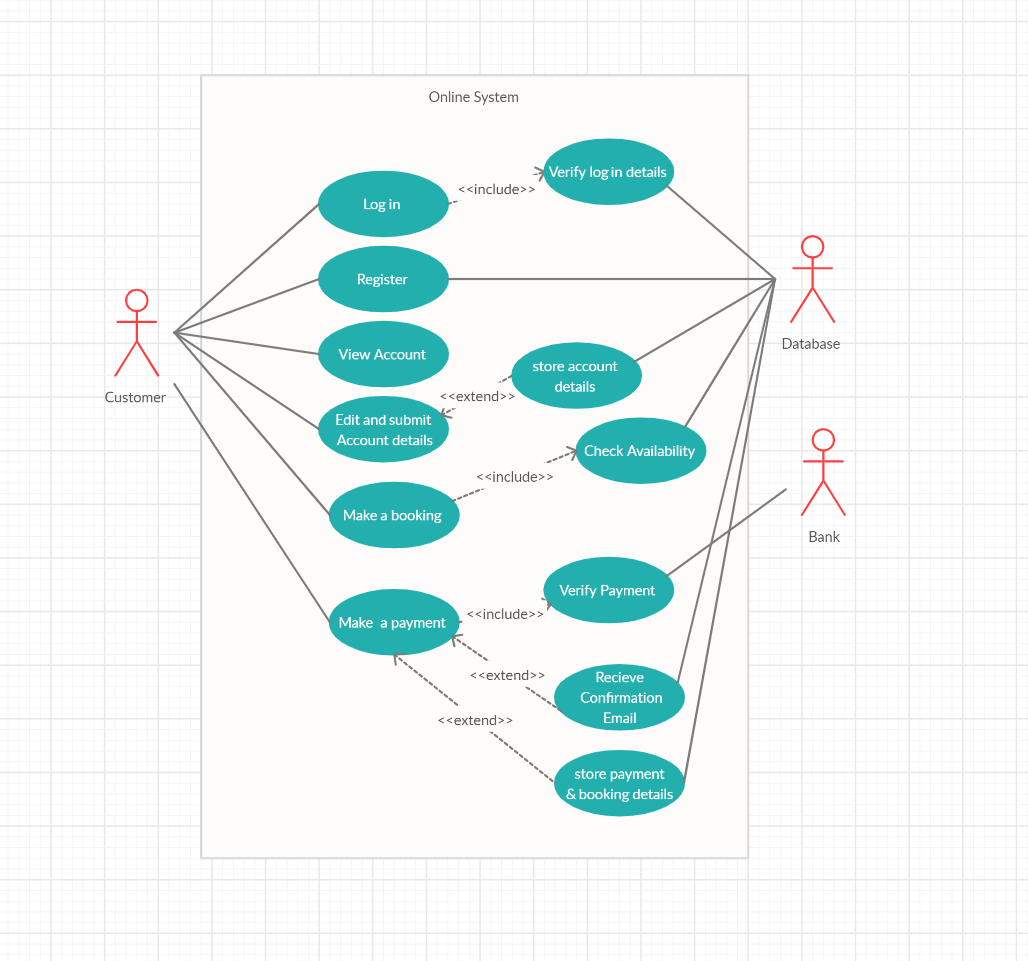 Online System
Verify log in details
<<include>>
Log in
Register
Database
View Account
store account
details
Customer
<<extend>>
Edit and submit
Account details
Check Availability
<<include>>
Make a booking
Bank
Verify Payment
<<include>>
Make a payment
<<extend>>
Recieve
Confirmation
Email
<<extend>>
store payment
& booking details